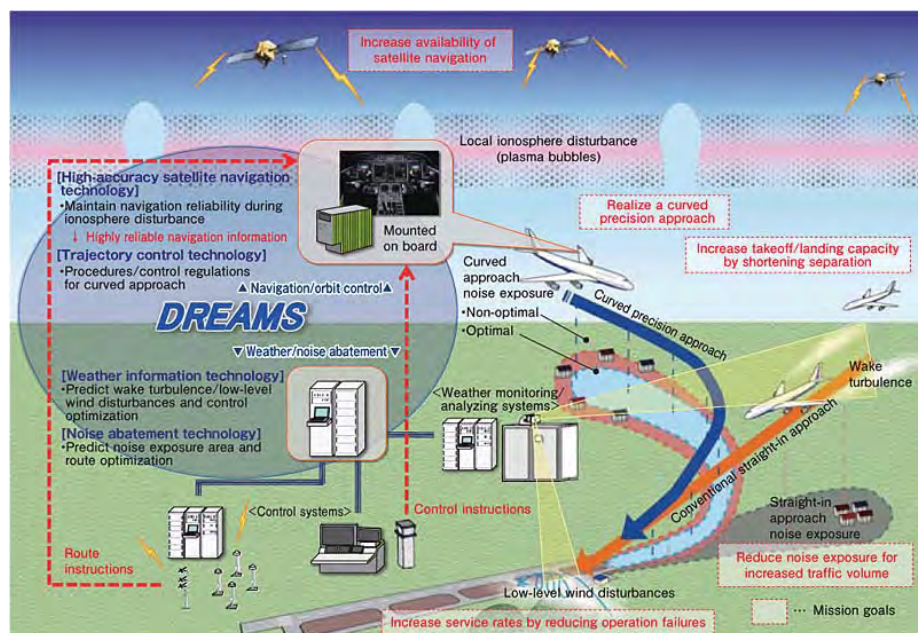 Increase availability of
satellite navigation
Local ionosphere disturbance
(plasma bubbles)
[High-accuracy satellite navigation
technology]
•Maintain navigation reliability during
ionosphere disturbance
↓ Highly reliable navigation information
[Trajectory control technology]
•Procedures/control regulations
for curved approach
▲ Navigation/orbit control▲
DREAMS
▼Weather/noise abatement ▼
[Weather information technology]
•Predict wake turbulence/low-level
wind disturbances and control
optimization
[Noise abatement technology]
•Predict noise exposure area and
route optimization
Mounted
on board
Realize a curved
precision approach
Increase takeoff/landing capacity
by shortening separation
Curved
approach
noise exposure
•Non-optimal
•Optimal
Curved precision approach
Wake
turbulence
<Weather monitoring/
analyzing systems>
Conventional straight-in approach
<Control systems>
Control instructions
Route
instructions
Straight-in
approach
noise exposure
Reduce noise exposure for
increased traffic volume
Low-level wind disturbances
Increase service rates by reducing operation failures
··· Mission goals